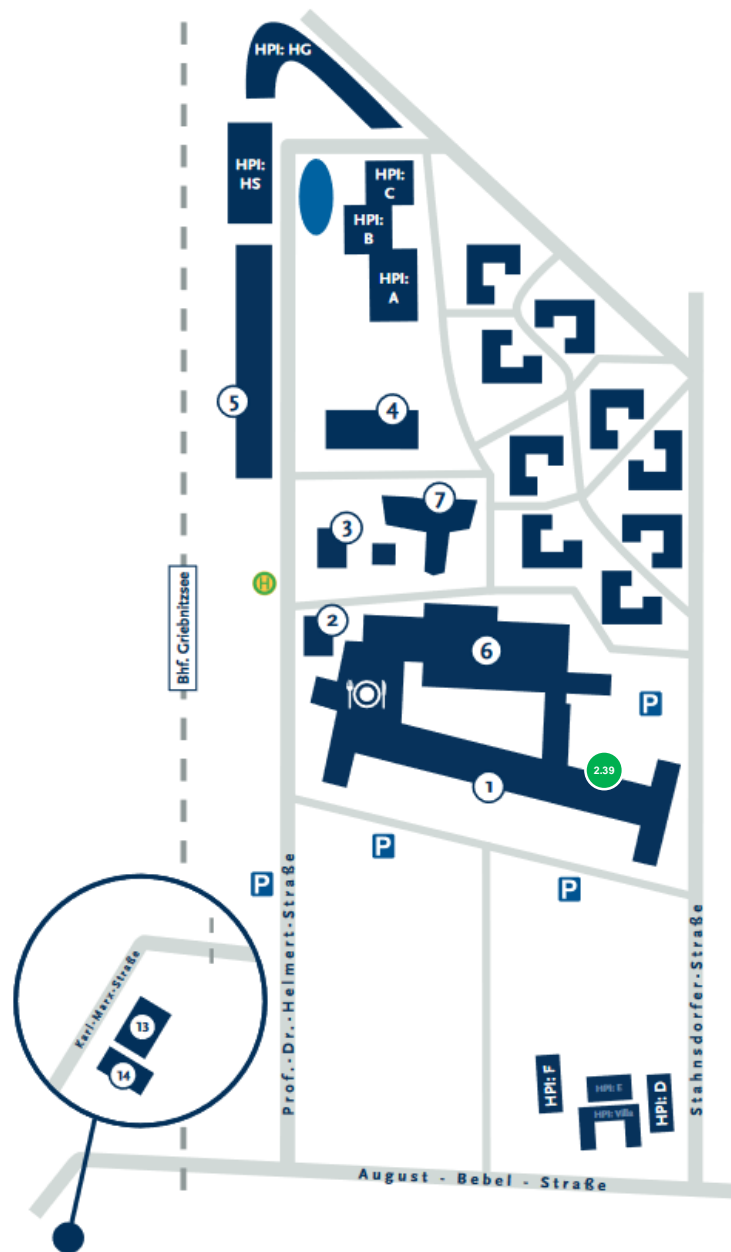 HPI: HG
HPI:
HS
HPI:
C
HPI:
B
HPI:
A
5
4
7
3
H
Bhf. Griebnitzsee
2
6
P
2.39
1
P
P
P
Prof.-Dr.-Helmert-Straße
Stahnsdorfer-Straße
Karl-Marx-Straße
13
14
HPI: F
HPI: E
HPI: D
HPI: Villa
August - Bebel - Straße